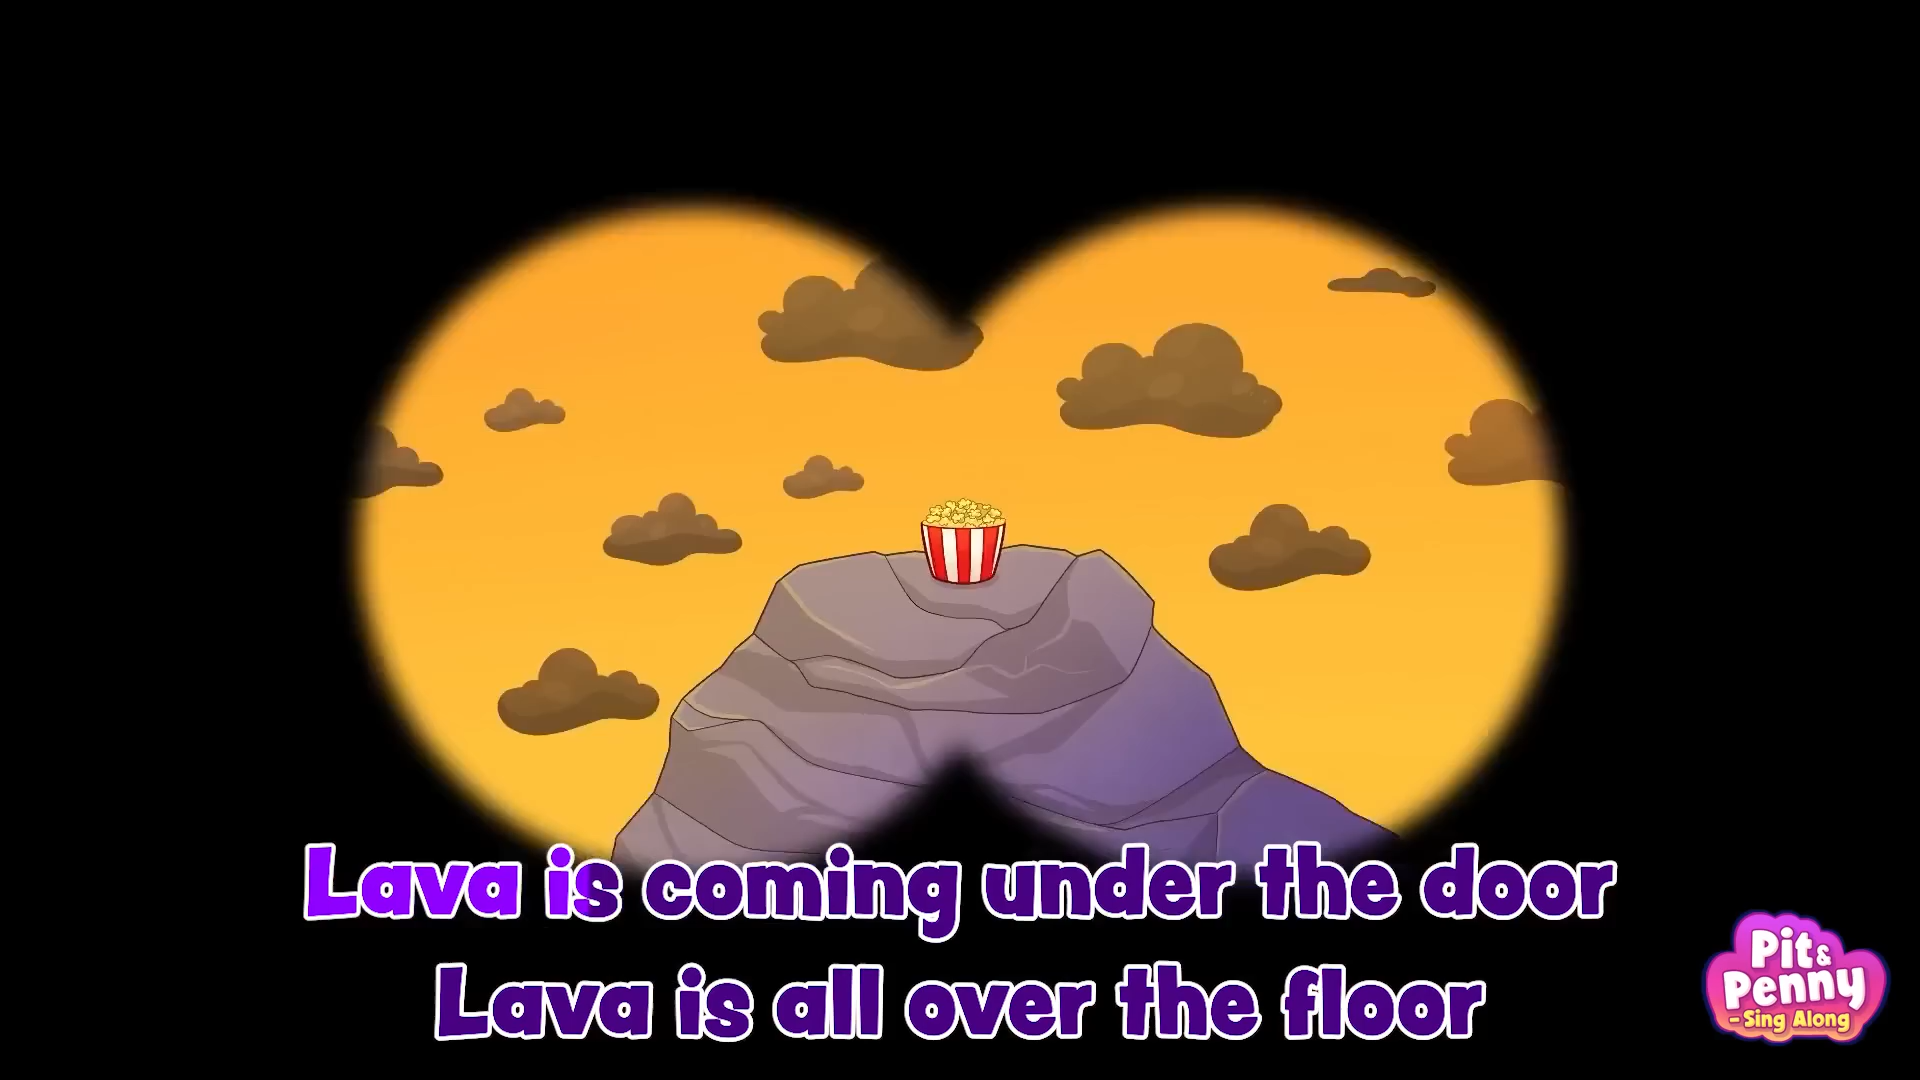 Lava is coming under the door
Lava is all over the floor
Pit &
Penny
- Sing Along